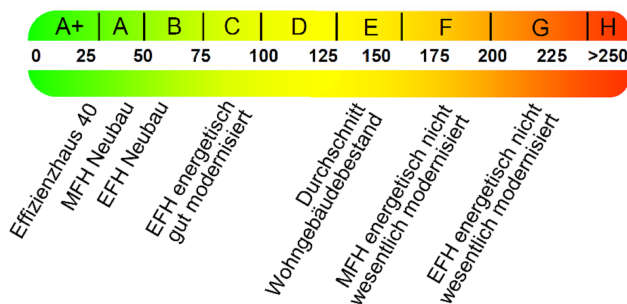 A+ A B C D E F G H
0 25 50 75 100 125 150 175 200 225 >250
Effizienzhaus 40
MFH Neubau
EFH Neubau
EFH energetisch
gut modernisiert
Durchschnitt
Wohngebäudebestand
MFH energetisch nicht
wesentlich modernisiert
EFH energetisch nicht
wesentlich modernisiert